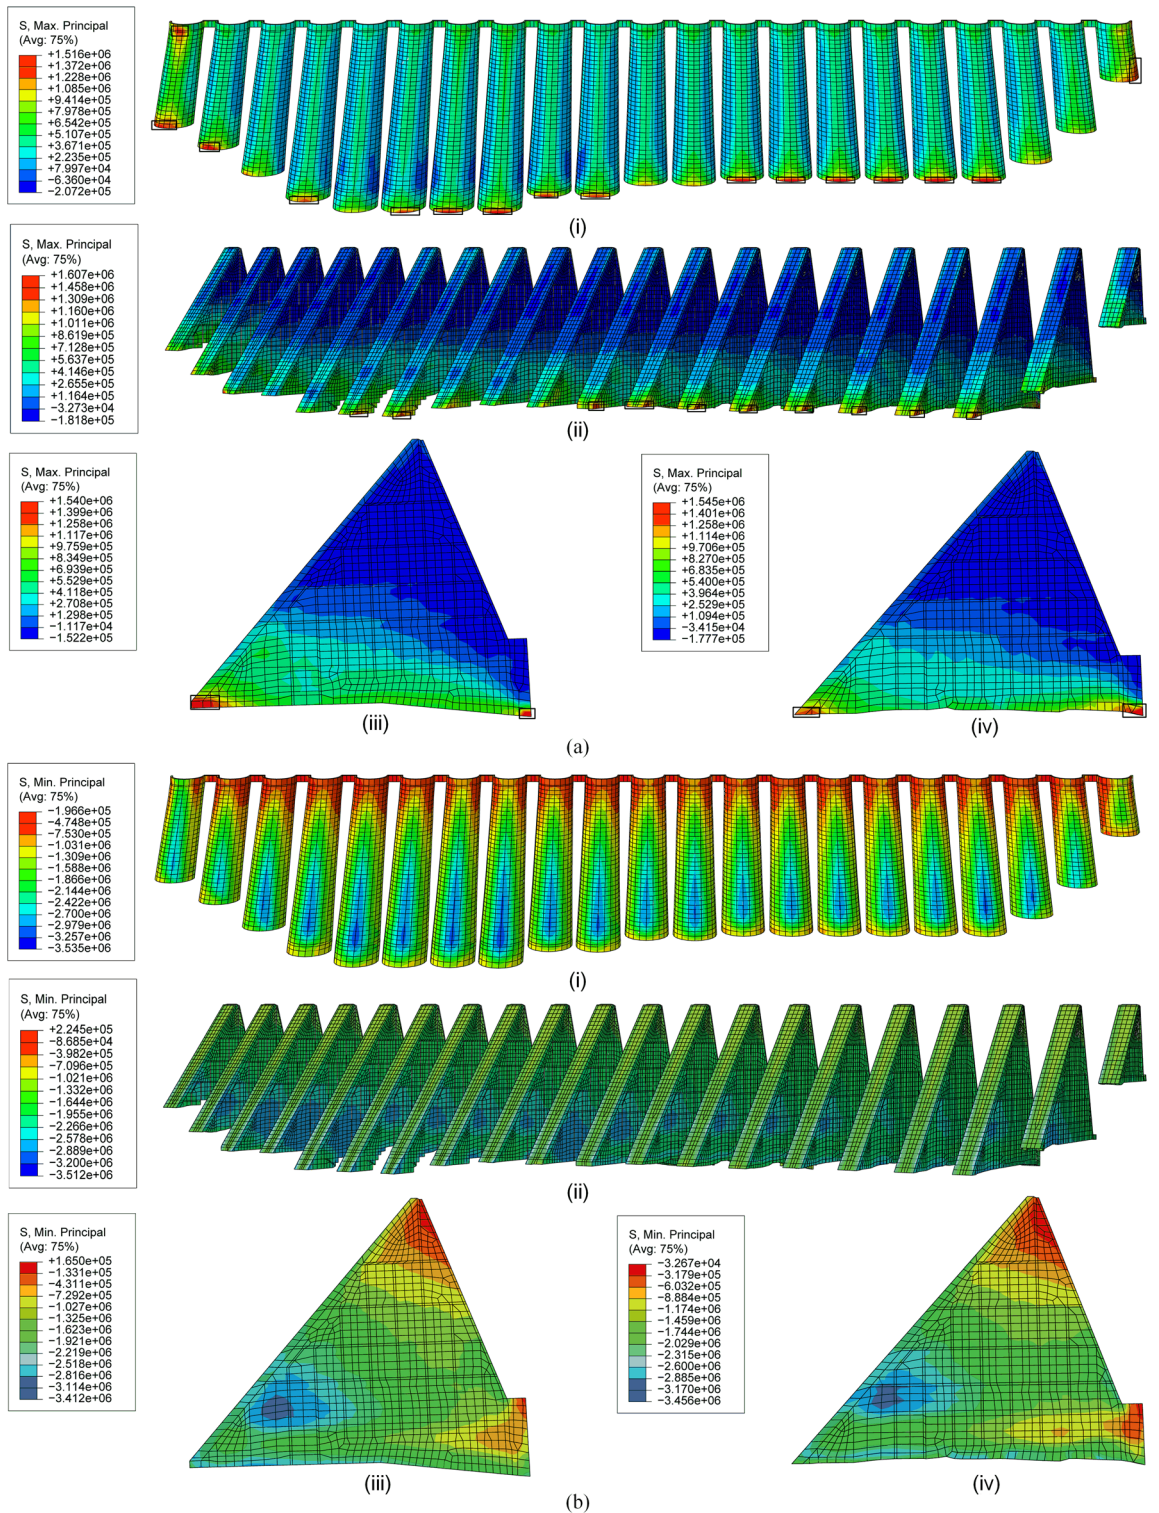 S, Max. Principal
(Avg: 75%)
+1.516e+06
+1.372e+06
+1.228e+06
+1.085e+06
+9.414e+05
+7.978e+05
+6.542e+05
+5.107e+05
+3.671e+05
+2.235e+05
+7.997e+04
−6.360e+04
−2.072e+05
(i)
S, Max. Principal
(Avg: 75%)
+1.607e+06
+1.458e+06
+1.309e+06
+1.160e+06
+1.011e+06
+8.619e+05
+7.128e+05
+5.637e+05
+4.146e+05
+2.655e+05
+1.164e+05
−3.273e+04
−1.818e+05
(ii)
S, Max. Principal
(Avg: 75%)
+1.540e+06
+1.399e+06
+1.258e+06
+1.117e+06
+9.759e+05
+8.349e+05
+6.939e+05
+5.529e+05
+4.118e+05
+2.708e+05
+1.298e+05
−1.117e+04
−1.522e+05
(iii)
S, Max. Principal
(Avg: 75%)
+1.545e+06
+1.401e+06
+1.258e+06
+1.114e+06
+9.706e+05
+8.270e+05
+6.835e+05
+5.400e+05
+3.964e+05
+2.529e+05
+1.094e+05
−3.415e+04
−1.777e+05
(iv)
(a)
S, Min. Principal
(Avg: 75%)
−1.966e+05
−4.748e+05
−7.530e+05
−1.031e+06
−1.309e+06
−1.588e+06
−1.866e+06
−2.144e+06
−2.422e+06
−2.700e+06
−2.979e+06
−3.257e+06
−3.535e+06
(i)
S, Min. Principal
(Avg: 75%)
+2.245e+05
−8.685e+04
−3.982e+05
−7.096e+05
−1.021e+06
−1.332e+06
−1.644e+06
−1.955e+06
−2.266e+06
−2.578e+06
−2.889e+06
−3.200e+06
−3.512e+06
(ii)
S, Min. Principal
(Avg: 75%)
+1.650e+05
−1.331e+05
−4.311e+05
−7.292e+05
−1.027e+06
−1.325e+06
−1.623e+06
−1.921e+06
−2.219e+06
−2.518e+06
−2.816e+06
−3.114e+06
−3.412e+06
(iii)
S, Min. Principal
(Avg: 75%)
−3.267e+04
−3.179e+05
−6.032e+05
−8.884e+05
−1.174e+06
−1.459e+06
−1.744e+06
−2.029e+06
−2.315e+06
−2.600e+06
−2.885e+06
−3.170e+06
−3.456e+06
(iv)
(b)